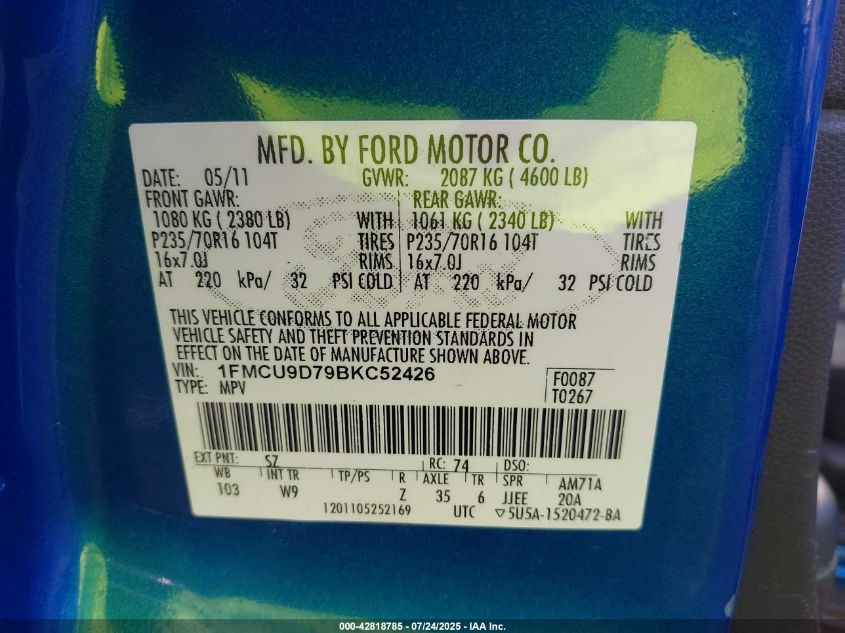 MFD. BY FORD MOTOR CO.
DATE: 05/11 GVWR: 2087 KG ( 4600 LB)
FRONT GAWR: REAR GAWR:
1080 KG ( 2380 LB) WITH 1061 KG ( 2340 LB) WITH
P235/70R16 104T TIRES P235/70R16 104T TIRES
16x7.0J RIMS 16x7.0J RIMS
AT 220 kPa/ 32 PSI COLD AT 220 kPa/ 32 PSI COLD
THIS VEHICLE CONFORMS TO ALL APPLICABLE FEDERAL MOTOR
VEHICLE SAFETY AND THEFT PREVENTION STANDARDS IN
EFFECT ON THE DATE OF MANUFACTURE SHOWN ABOVE.
VIN: 1FMCU9D79BKC52426 F0087
TYPE: MPV T0267
EXT PNT: SZ RC: 74 DSO:
WB INT TR TP/PS R AXLE TR SPR AM71A
103 W9 Z 35 6 JJEE 20A
1201105252169 UTC ▽5U5A-1520472-BA
000-42818785 - 07/24/2025 - IAA Inc.